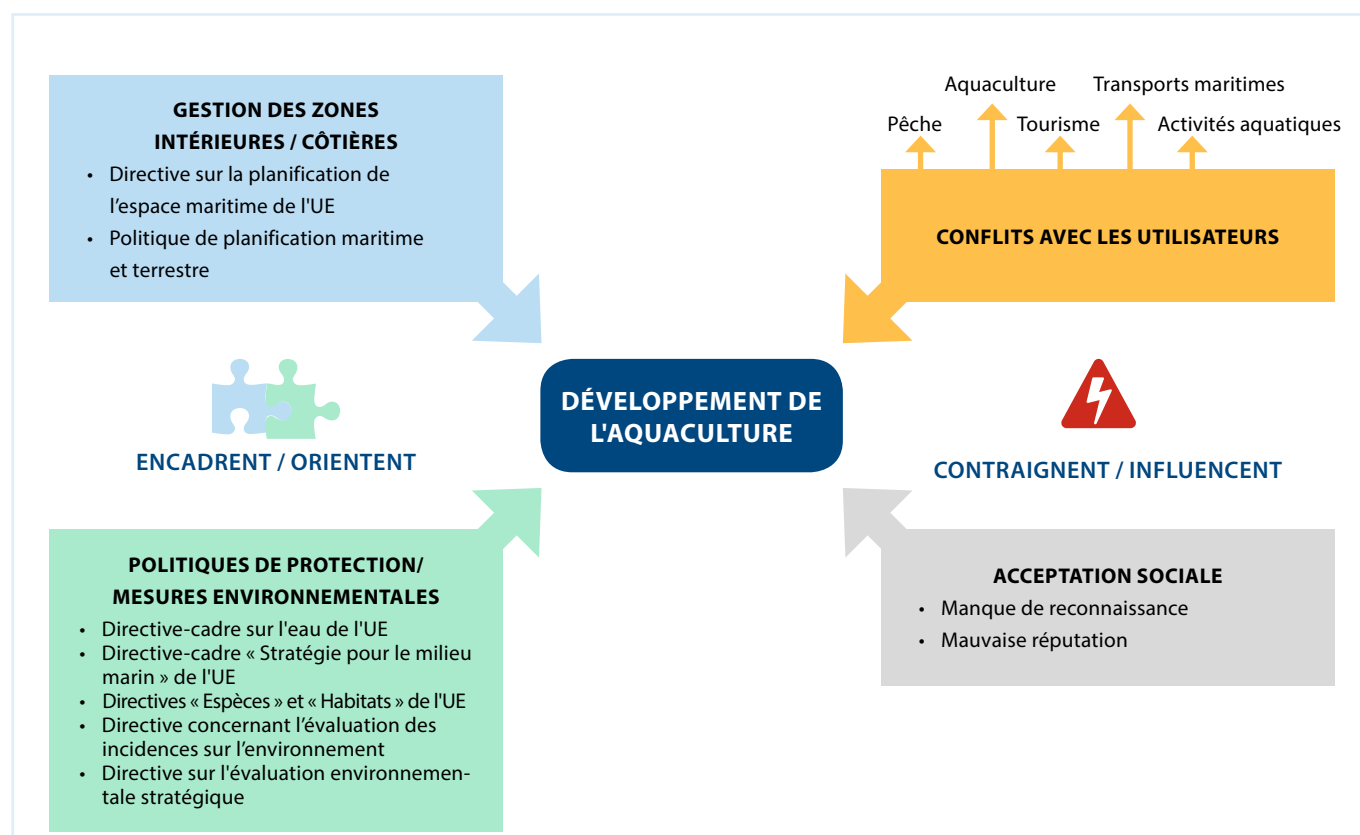 GESTION DES ZONES
INTÉRIEURES / CÔTIÈRES
• Directive sur la planification de
l’espace maritime de l'UE
• Politique de planification maritime
et terrestre
Aquaculture
Transports maritimes
Pêche
Tourisme
Activités aquatiques
CONFLITS AVEC LES UTILISATEURS
ENCADRENT / ORIENTENT
DÉVELOPPEMENT DE
L'AQUACULTURE
CONTRAIGNENT / INFLUENCENT
POLITIQUES DE PROTECTION/
MESURES ENVIRONNEMENTALES
• Directive-cadre sur l'eau de l'UE
• Directive-cadre « Stratégie pour le milieu
marin » de l'UE
• Directives « Espèces » et « Habitats » de l'UE
• Directive concernant l’évaluation des
incidences sur l’environnement
• Directive sur l'évaluation environnemen-
tale stratégique
ACCEPTATION SOCIALE
• Manque de reconnaissance
• Mauvaise réputation